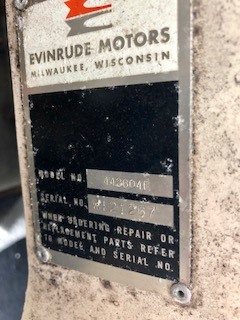 EVINRUDE MOTORS
MILWAUKEE, WISCONSIN
MODEL NO.
SERIAL NO.
WHEN ORDERING REPAIR OR
REPLACEMENT PARTS REFER
TO MODEL AND SERIAL NO.